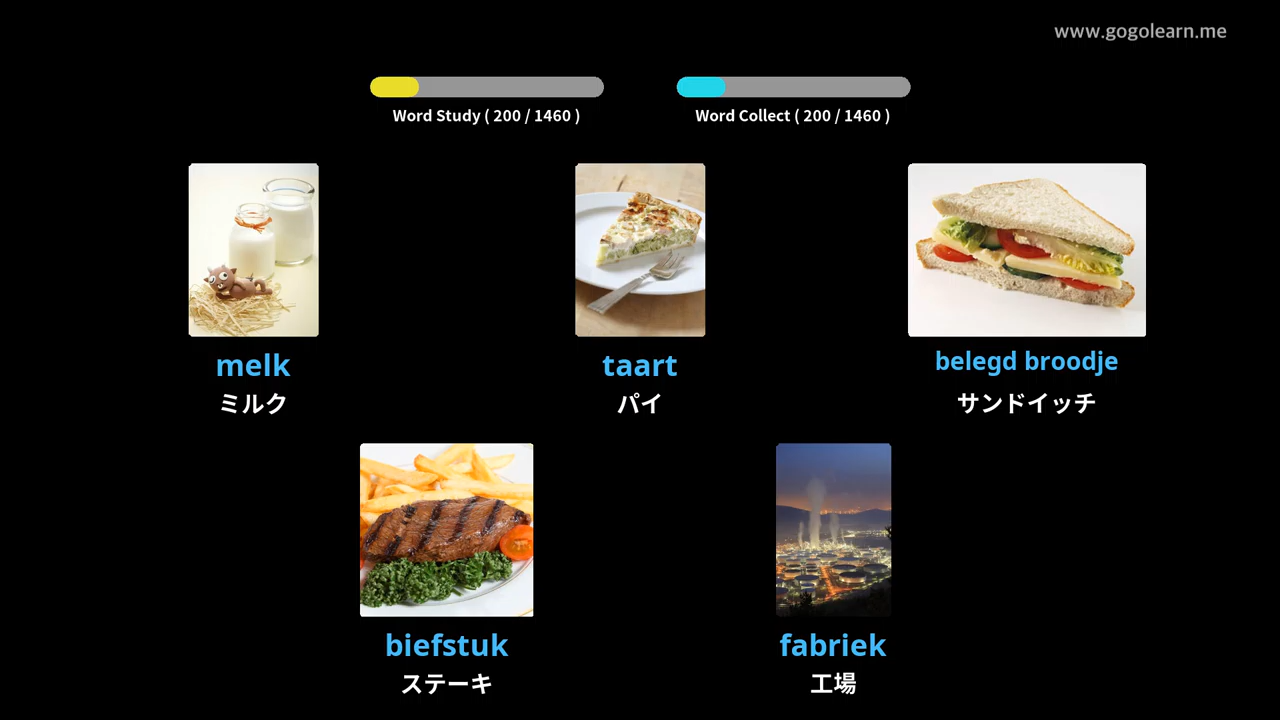 www.gogolearn.me
Word Study ( 200 / 1460 )
Word Collect ( 200 / 1460 )
melk
ミルク
taart
パイ
belegd broodje
サンドイッチ
biefstuk
ステーキ
fabriek
工場